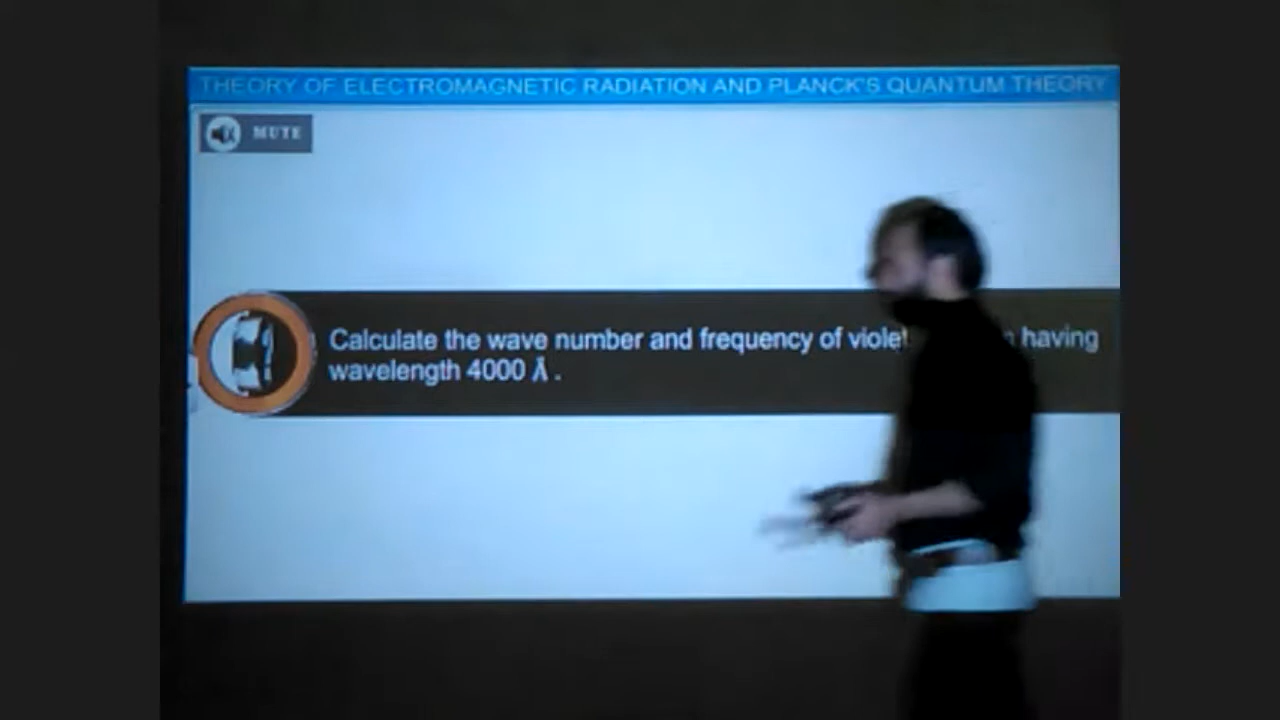 THEORY OF ELECTROMAGNETIC RADIATION AND PLANCK'S QUANTUM THEORY
MUTE
Calculate the wave number and frequency of violet having
wavelength 4000 Å .